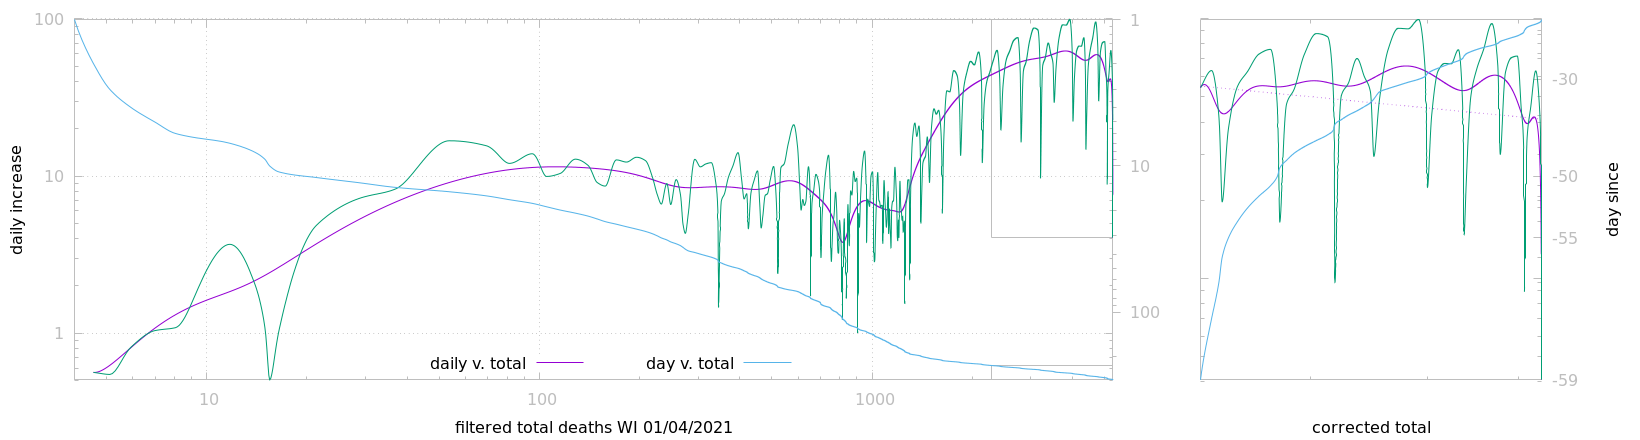 100
10
1
daily increase
daily v. total
day v. total
10
100
1000
filtered total deaths WI 01/04/2021
1
10
100
-30
-50
-55
-59
day since
corrected total